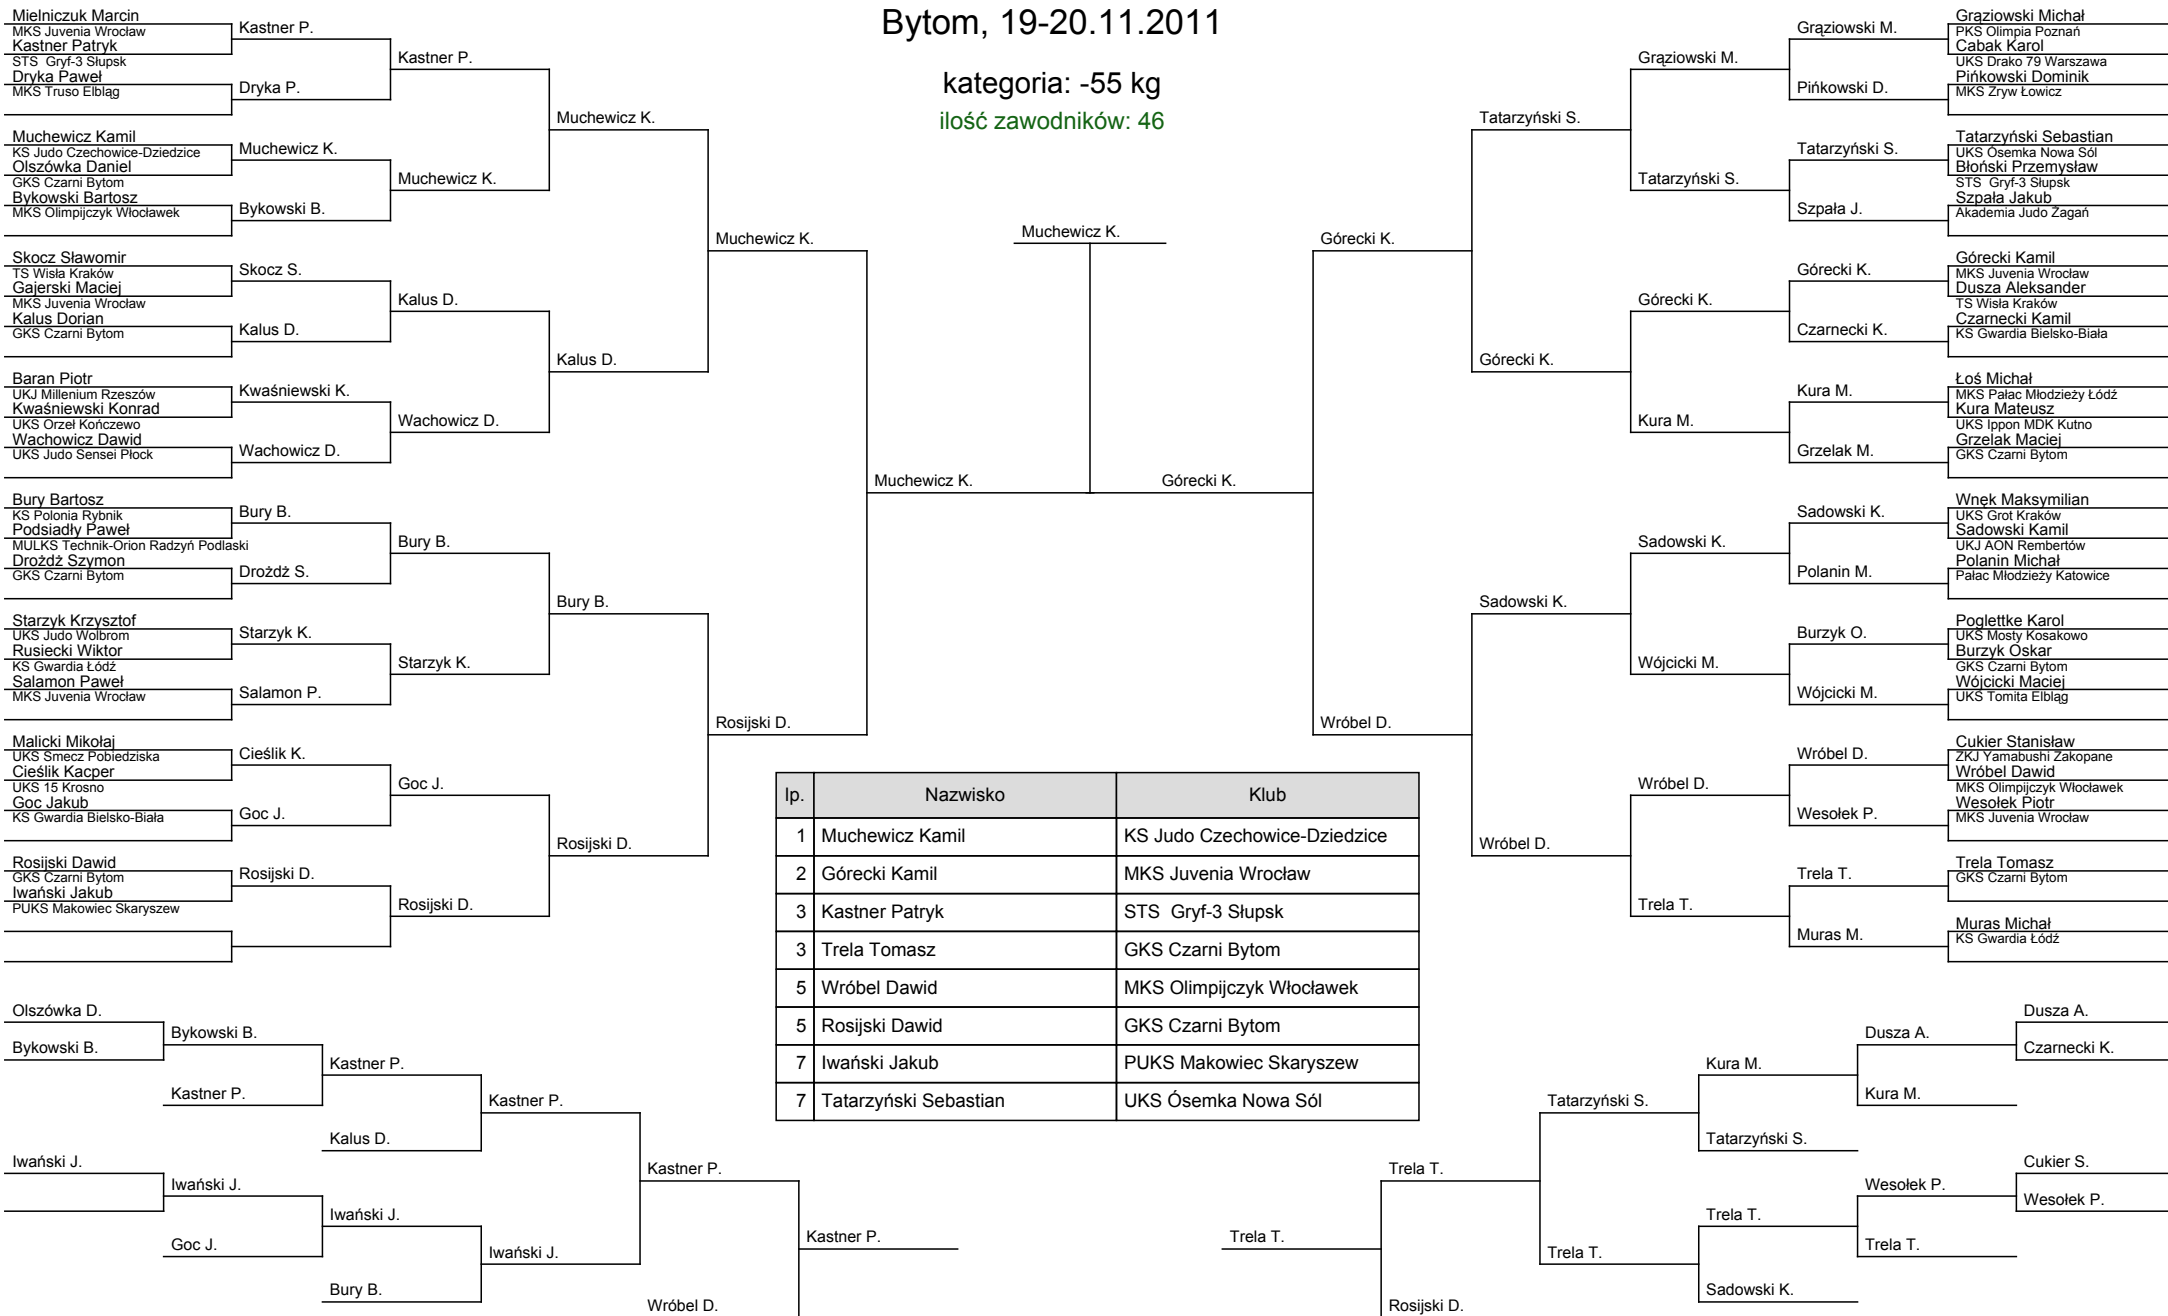 Bytom, 19-20.11.2011
kategoria: -55 kg
ilość zawodników: 46
Mielniczuk Marcin
MKS Juvenia Wrocław
Kastner Patryk
STS Gryf-3 Słupsk
Dryka Paweł
MKS Truso Elbląg
Muchewicz Kamil
KS Judo Czechowice-Dziedzice
Olszówka Daniel
GKS Czarni Bytom
Bykowski Bartosz
MKS Olimpijczyk Włocławek
Skocz Sławomir
TS Wisła Kraków
Gajerski Maciej
MKS Juvenia Wrocław
Kalus Dorian
GKS Czarni Bytom
Baran Piotr
UKJ Millenium Rzeszów
Kwaśniewski Konrad
UKS Orzeł Kończewo
Wachowicz Dawid
UKS Judo Sensei Płock
Bury Bartosz
KS Polonia Rybnik
Podsiadły Paweł
MULKS Technik-Orion Radzyń Podlaski
Drożdż Szymon
GKS Czarni Bytom
Starzyk Krzysztof
UKS Judo Wolbrom
Rusiecki Wiktor
KS Gwardia Łódź
Salamon Paweł
MKS Juvenia Wrocław
Malicki Mikołaj
UKS Smecz Pobiedziska
Cieślik Kacper
UKS 15 Krosno
Goc Jakub
KS Gwardia Bielsko-Biała
Rosijski Dawid
GKS Czarni Bytom
Iwański Jakub
PUKS Makowiec Skaryszew
Kastner P.
Dryka P.
Muchewicz K.
Bykowski B.
Skocz S.
Kalus D.
Kwaśniewski K.
Wachowicz D.
Bury B.
Drożdż S.
Starzyk K.
Salamon P.
Cieślik K.
Goc J.
Rosijski D.
Kastner P.
Muchewicz K.
Kalus D.
Wachowicz D.
Bury B.
Starzyk K.
Goc J.
Rosijski D.
Muchewicz K.
Kalus D.
Bury B.
Rosijski D.
Muchewicz K.
Rosijski D.
Muchewicz K.
Muchewicz K.
Górecki K.
Górecki K.
Wróbel D.
Tatarzyński S.
Górecki K.
Sadowski K.
Wróbel D.
Grąziowski M.
Tatarzyński S.
Górecki K.
Kura M.
Sadowski K.
Wójcicki M.
Wróbel D.
Trela T.
Grąziowski M.
Pińkowski D.
Tatarzyński S.
Szpała J.
Górecki K.
Czarnecki K.
Kura M.
Grzelak M.
Sadowski K.
Polanin M.
Burzyk O.
Wójcicki M.
Wróbel D.
Wesołek P.
Trela T.
Muras M.
Grąziowski Michał
PKS Olimpia Poznań
Cabak Karol
UKS Drako 79 Warszawa
Pińkowski Dominik
MKS Zryw Łowicz
Tatarzyński Sebastian
UKS Ósemka Nowa Sól
Błoński Przemysław
STS Gryf-3 Słupsk
Szpała Jakub
Akademia Judo Żagań
Górecki Kamil
MKS Juvenia Wrocław
Dusza Aleksander
TS Wisła Kraków
Czarnecki Kamil
KS Gwardia Bielsko-Biała
Łoś Michał
MKS Pałac Młodzieży Łódź
Kura Mateusz
UKS Ippon MDK Kutno
Grzelak Maciej
GKS Czarni Bytom
Wnęk Maksymilian
UKS Grot Kraków
Sadowski Kamil
UKJ AON Rembertów
Polanin Michał
Pałac Młodzieży Katowice
Poglettke Karol
UKS Mosty Kosakowo
Burzyk Oskar
GKS Czarni Bytom
Wójcicki Maciej
UKS Tomita Elbląg
Cukier Stanisław
ZKJ Yamabushi Zakopane
Wróbel Dawid
MKS Olimpijczyk Włocławek
Wesołek Piotr
MKS Juvenia Wrocław
Trela Tomasz
GKS Czarni Bytom
Muras Michał
KS Gwardia Łódź
lp. Nazwisko Klub
1 Muchewicz Kamil KS Judo Czechowice-Dziedzice
2 Górecki Kamil MKS Juvenia Wrocław
3 Kastner Patryk STS Gryf-3 Słupsk
3 Trela Tomasz GKS Czarni Bytom
5 Wróbel Dawid MKS Olimpijczyk Włocławek
5 Rosijski Dawid GKS Czarni Bytom
7 Iwański Jakub PUKS Makowiec Skaryszew
7 Tatarzyński Sebastian UKS Ósemka Nowa Sól
Olszówka D.
Bykowski B.
Iwański J.
Bykowski B.
Kastner P.
Iwański J.
Goc J.
Kastner P.
Kalus D.
Iwański J.
Bury B.
Kastner P.
Iwański J.
Kastner P.
Wróbel D.
Kastner P.
Trela T.
Trela T.
Rosijski D.
Tatarzyński S.
Trela T.
Kura M.
Tatarzyński S.
Trela T.
Sadowski K.
Dusza A.
Kura M.
Wesołek P.
Trela T.
Dusza A.
Czarnecki K.
Cukier S.
Wesołek P.